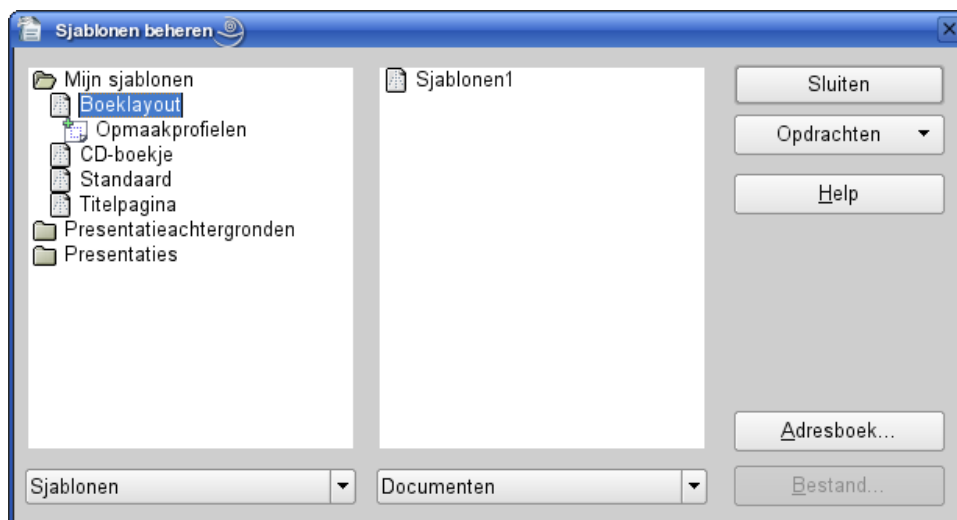 Sjablonen beheren
Mijn sjablonen
Boeklayout
Opmaakprofielen
CD-boekje
Standaard
Titelpagina
Presentatieachtergronden
Presentaties
Sjablonen
Sjablonen1
Documenten
Sluiten
Opdrachten
Help
Adresboek...
Bestand...